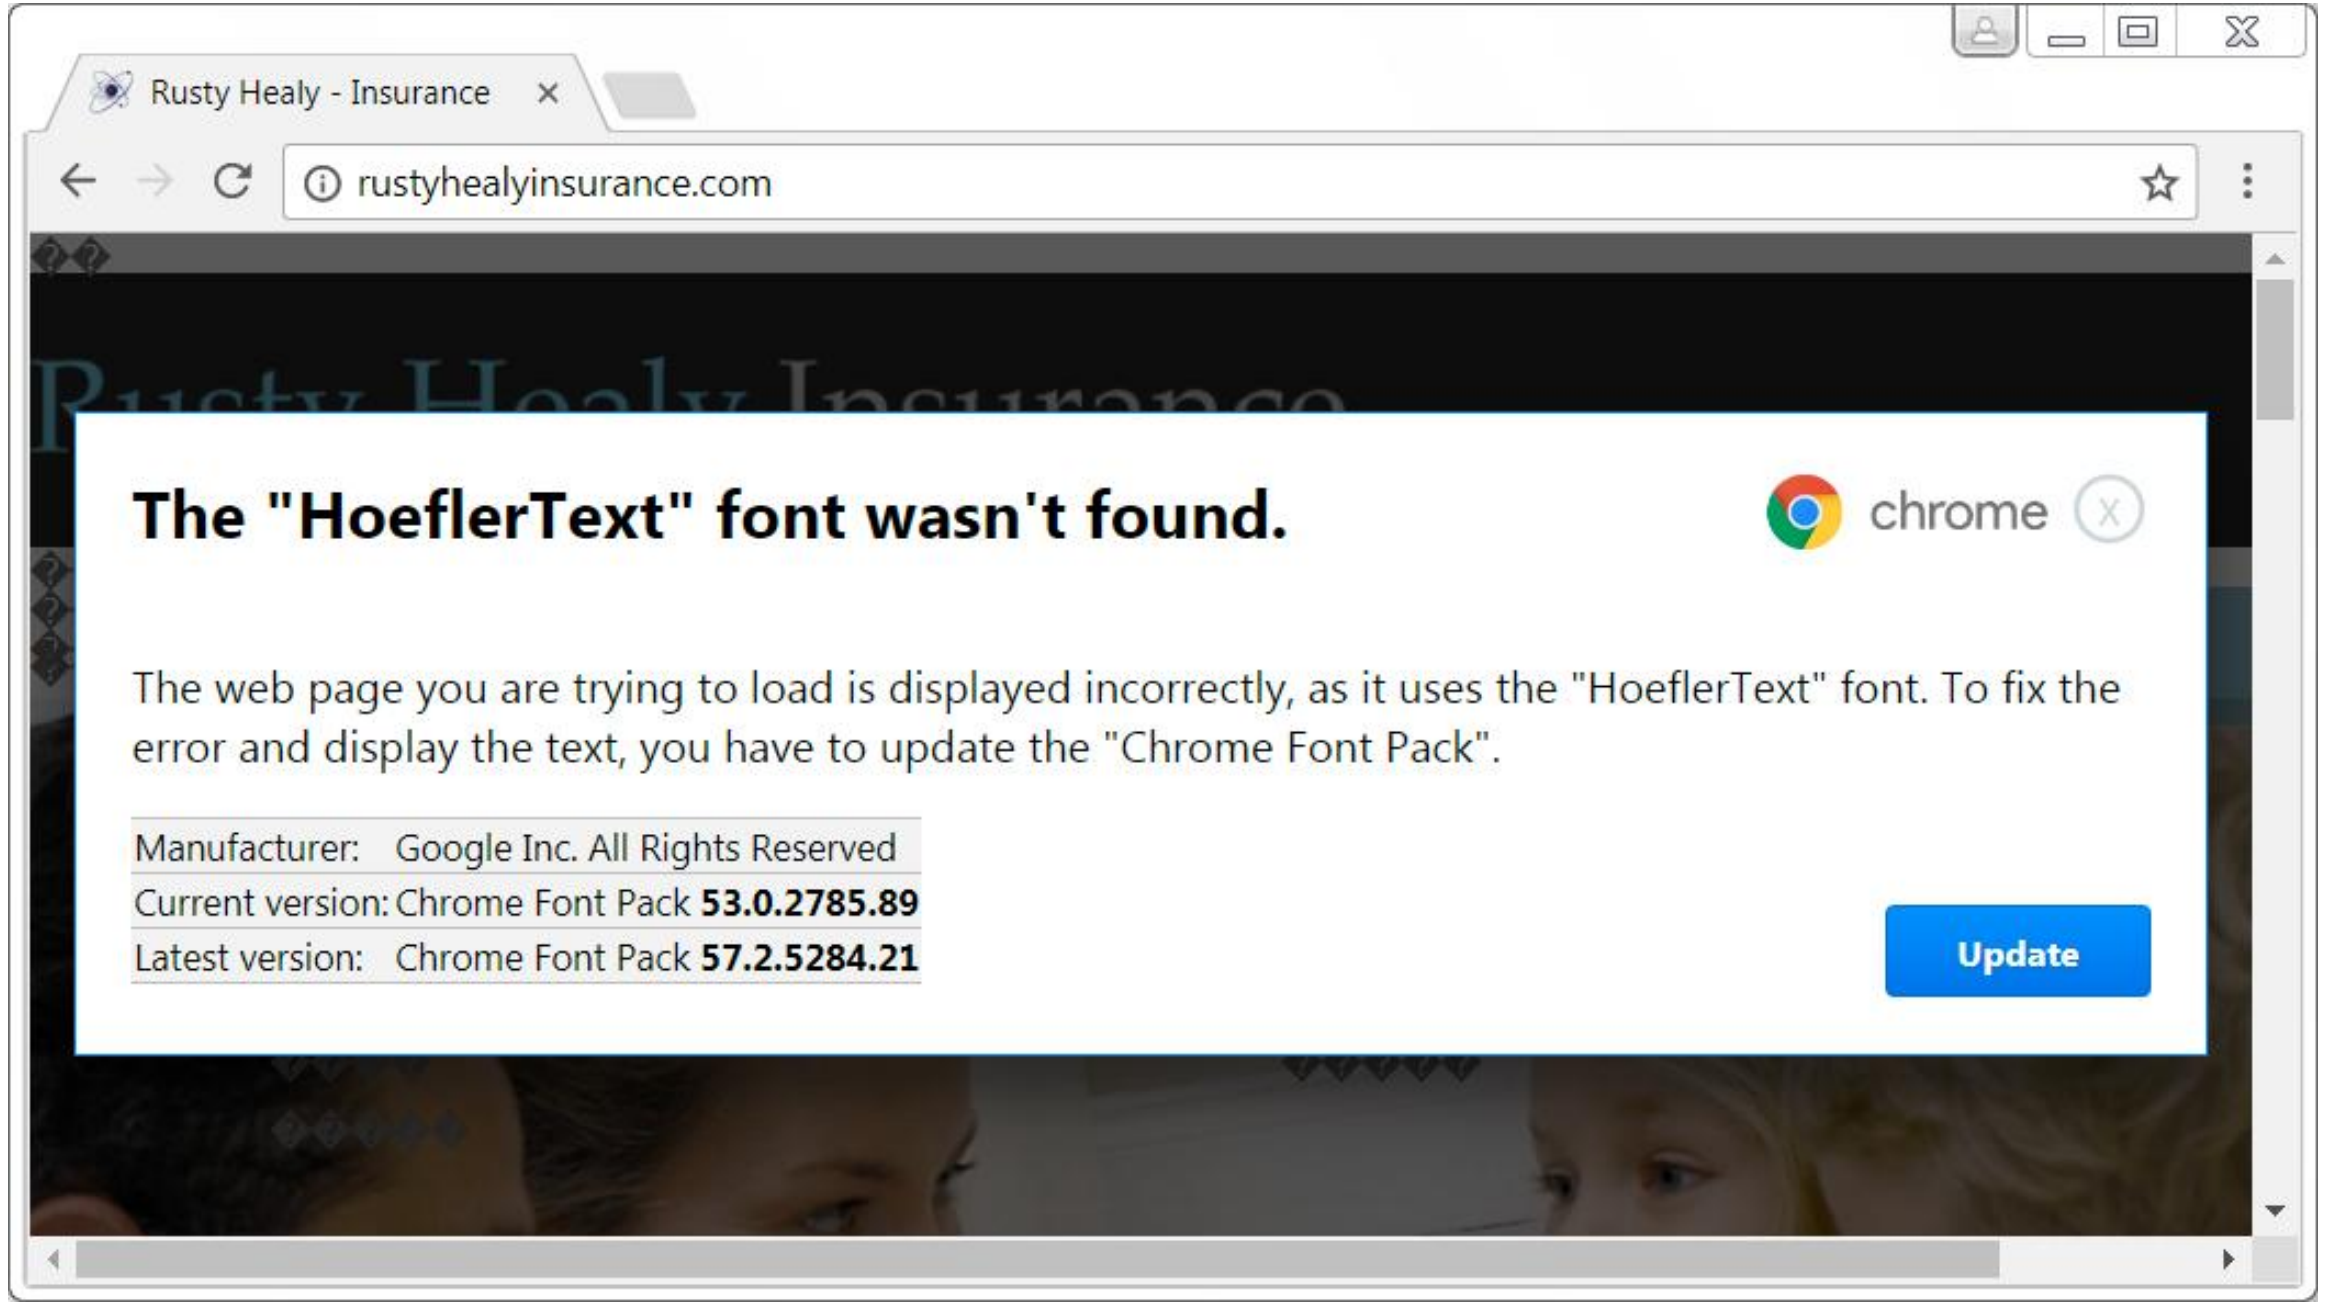 Rusty Healy - Insurance
rustyhealyinsurance.com
��
Rusty Healy Insurance
The "HoeflerText" font wasn't found.
chrome X
The web page you are trying to load is displayed incorrectly, as it uses the "HoeflerText" font. To fix the
error and display the text, you have to update the "Chrome Font Pack".
Manufacturer: Google Inc. All Rights Reserved
Current version: Chrome Font Pack 53.0.2785.89
Latest version: Chrome Font Pack 57.2.5284.21
Update